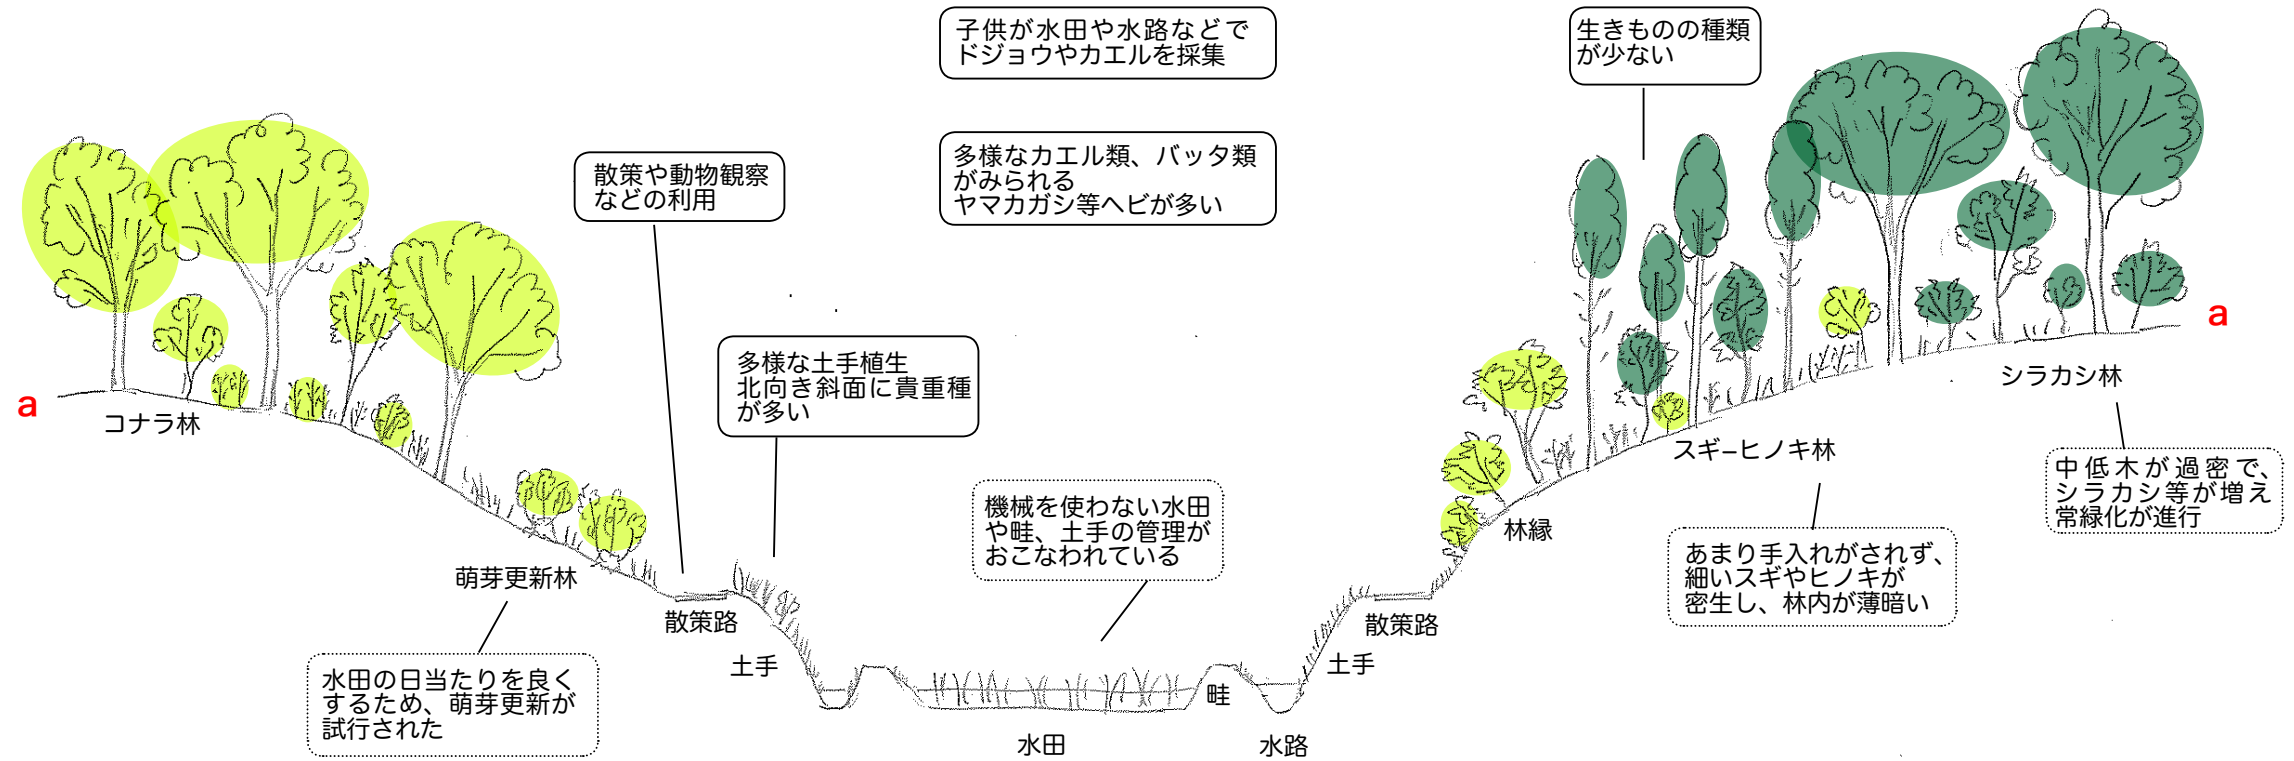 子供が水田や水路などで
ドジョウやカエルを採集
生きものの種類
が少ない
多様なカエル類、バッタ類
がみられる
ヤマカガシ等ヘビが多い
散策や動物観察
などの利用
多様な土手植生
北向き斜面に貴重種
が多い
a
a
コナラ林
シラカシ林
スギ−ヒノキ林
中低木が過密で、
シラカシ等が増え
常緑化が進行
機械を使わない水田
や畦、土手の管理が
おこなわれている
林縁
あまり手入れがされず、
細いスギやヒノキが
密生し、林内が薄暗い
萌芽更新林
散策路
散策路
土手
土手
水田の日当たりを良く
するため、萌芽更新が
試行された
畦
水田
水路